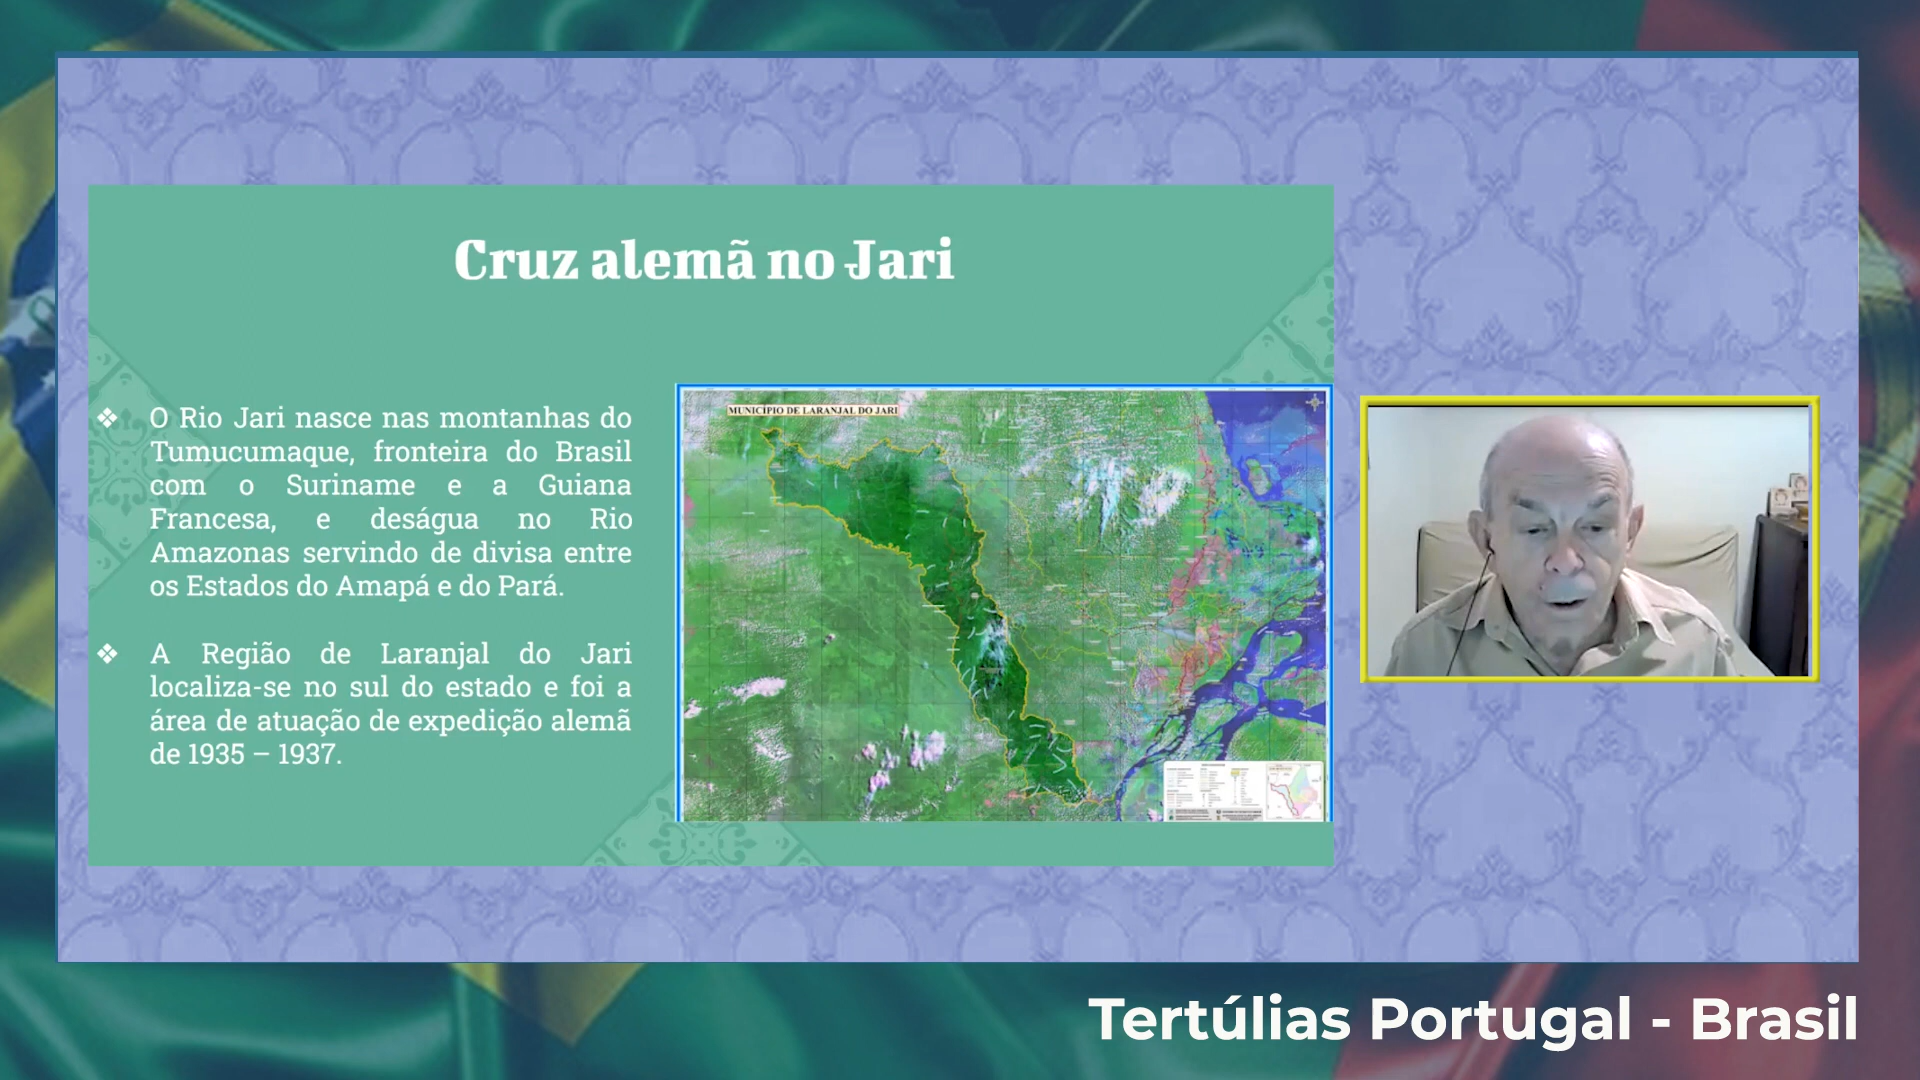 Cruz alemã no Jari
❖ O Rio Jari nasce nas montanhas do
Tumucumaque, fronteira do Brasil
com o Suriname e a Guiana
Francesa, e deságua no Rio
Amazonas servindo de divisa entre
os Estados do Amapá e do Pará.
❖ A Região de Laranjal do Jari
localiza-se no sul do estado e foi a
área de atuação de expedição alemã
de 1935 – 1937.
MUNICÍPIO DE LARANJAL DO JARI
Tertúlias Portugal - Brasil